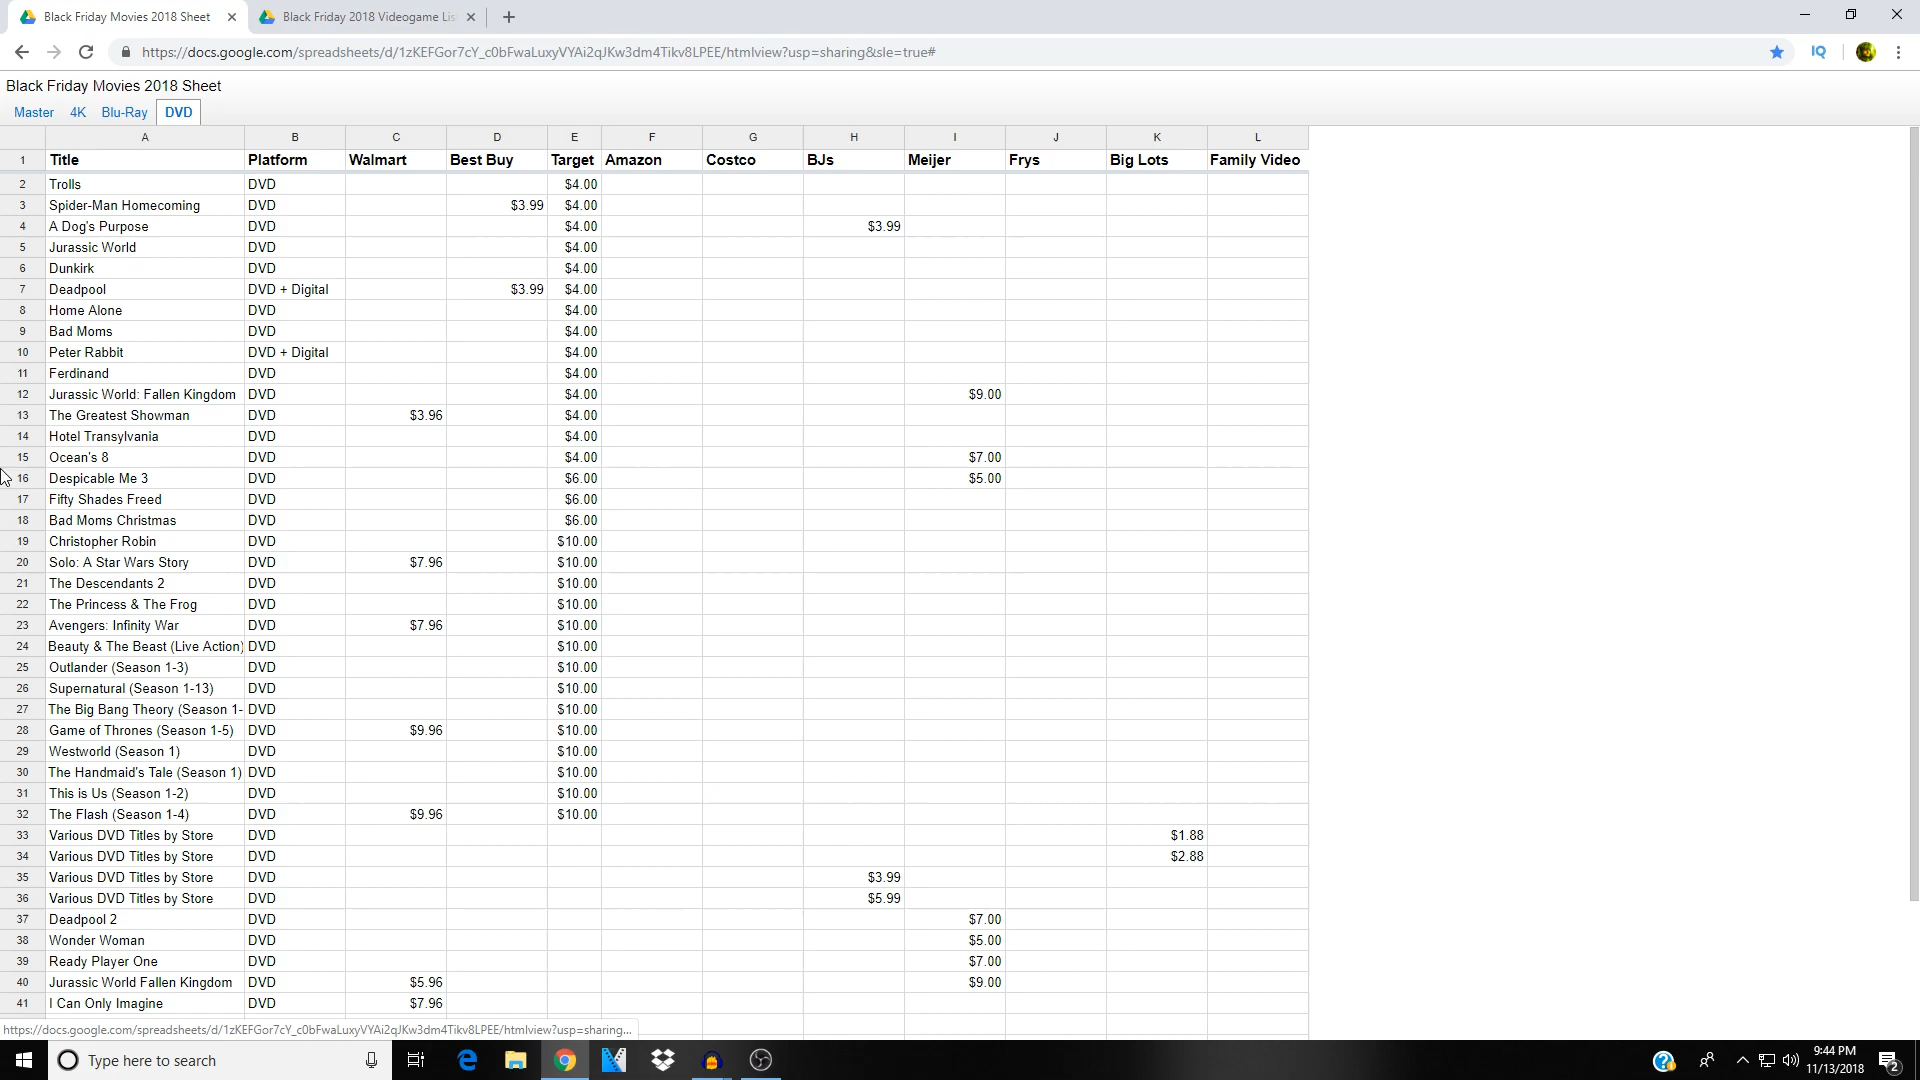 Black Friday Movies 2018 Sheet
Black Friday 2018 Videogame Lis
https://docs.google.com/spreadsheets/d/1zKEFGor7cY_c0bFwaLuxyVYAi2qJKw3dm4Tikv8LPEE/htmlview?usp=sharing&sle=true#
IQ
Black Friday Movies 2018 Sheet
Master 4K Blu-Ray DVD
A B C D E F G H I J K L
1 Title Platform Walmart Best Buy Target Amazon Costco BJs Meijer Frys Big Lots Family Video
2 Trolls DVD $4.00
3 Spider-Man Homecoming DVD $3.99 $4.00
4 A Dog's Purpose DVD $4.00 $3.99
5 Jurassic World DVD $4.00
6 Dunkirk DVD $4.00
7 Deadpool DVD + Digital $3.99 $4.00
8 Home Alone DVD $4.00
9 Bad Moms DVD $4.00
10 Peter Rabbit DVD + Digital $4.00
11 Ferdinand DVD $4.00
12 Jurassic World: Fallen Kingdom DVD $4.00 $9.00
13 The Greatest Showman DVD $3.96 $4.00
14 Hotel Transylvania DVD $4.00
15 Ocean's 8 DVD $4.00 $7.00
16 Despicable Me 3 DVD $6.00 $5.00
17 Fifty Shades Freed DVD $6.00
18 Bad Moms Christmas DVD $6.00
19 Christopher Robin DVD $10.00
20 Solo: A Star Wars Story DVD $7.96 $10.00
21 The Descendants 2 DVD $10.00
22 The Princess & The Frog DVD $10.00
23 Avengers: Infinity War DVD $7.96 $10.00
24 Beauty & The Beast (Live Action) DVD $10.00
25 Outlander (Season 1-3) DVD $10.00
26 Supernatural (Season 1-13) DVD $10.00
27 The Big Bang Theory (Season 1- DVD $10.00
28 Game of Thrones (Season 1-5) DVD $9.96 $10.00
29 Westworld (Season 1) DVD $10.00
30 The Handmaid's Tale (Season 1) DVD $10.00
31 This is Us (Season 1-2) DVD $10.00
32 The Flash (Season 1-4) DVD $9.96 $10.00
33 Various DVD Titles by Store DVD $1.88
34 Various DVD Titles by Store DVD $2.88
35 Various DVD Titles by Store DVD $3.99
36 Various DVD Titles by Store DVD $5.99
37 Deadpool 2 DVD $7.00
38 Wonder Woman DVD $5.00
39 Ready Player One DVD $7.00
40 Jurassic World Fallen Kingdom DVD $5.96 $9.00
41 I Can Only Imagine DVD $7.96
https://docs.google.com/spreadsheets/d/1zKEFGor7cY_c0bFwaLuxyVYAi2qJKw3dm4Tikv8LPEE/htmlview?usp=sharing...
Type here to search
9:44 PM
11/13/2018
2